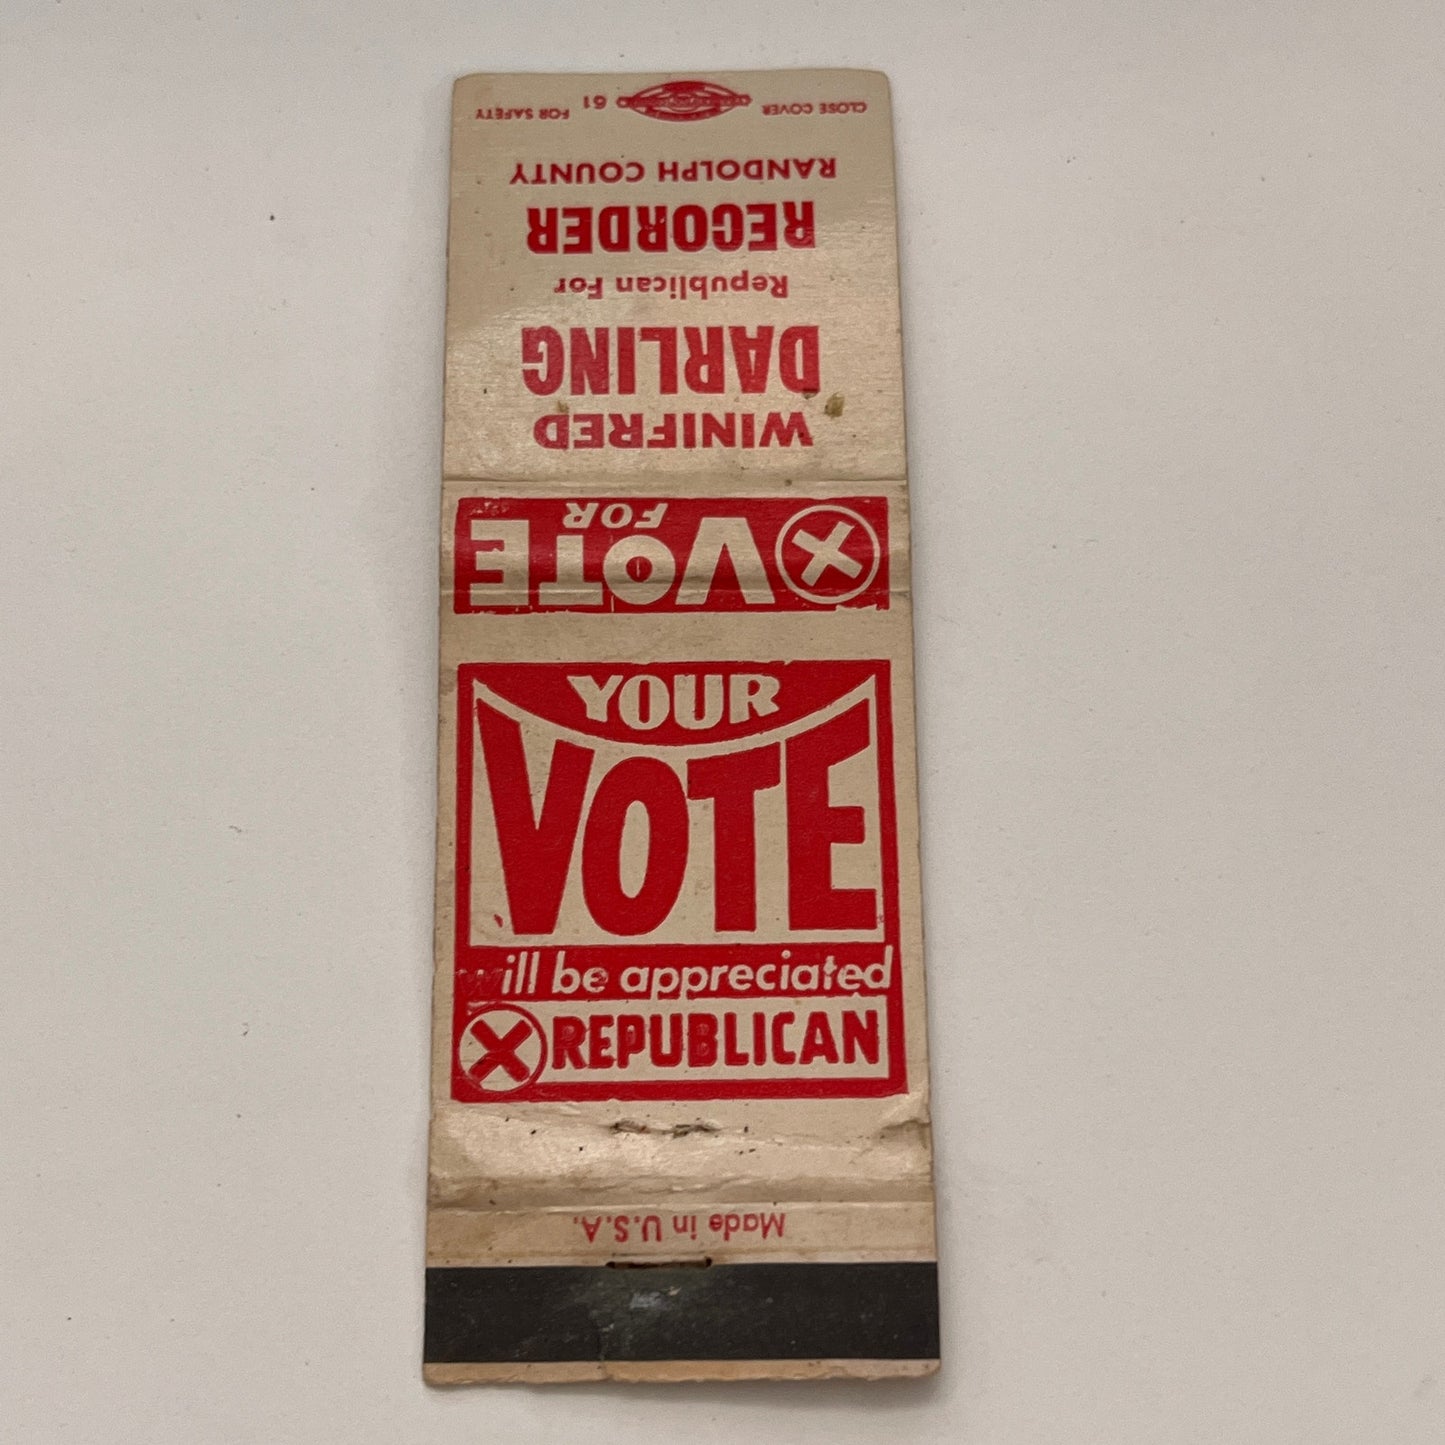 YOUR
VOTE
will be appreciated
X REPUBLICAN
X VOTE
FOR
WINIFRED
DARLING
Republican For
RECORDER
RANDOLPH COUNTY
CLOSE COVER 61 FOR SAFETY
Made in U.S.A.